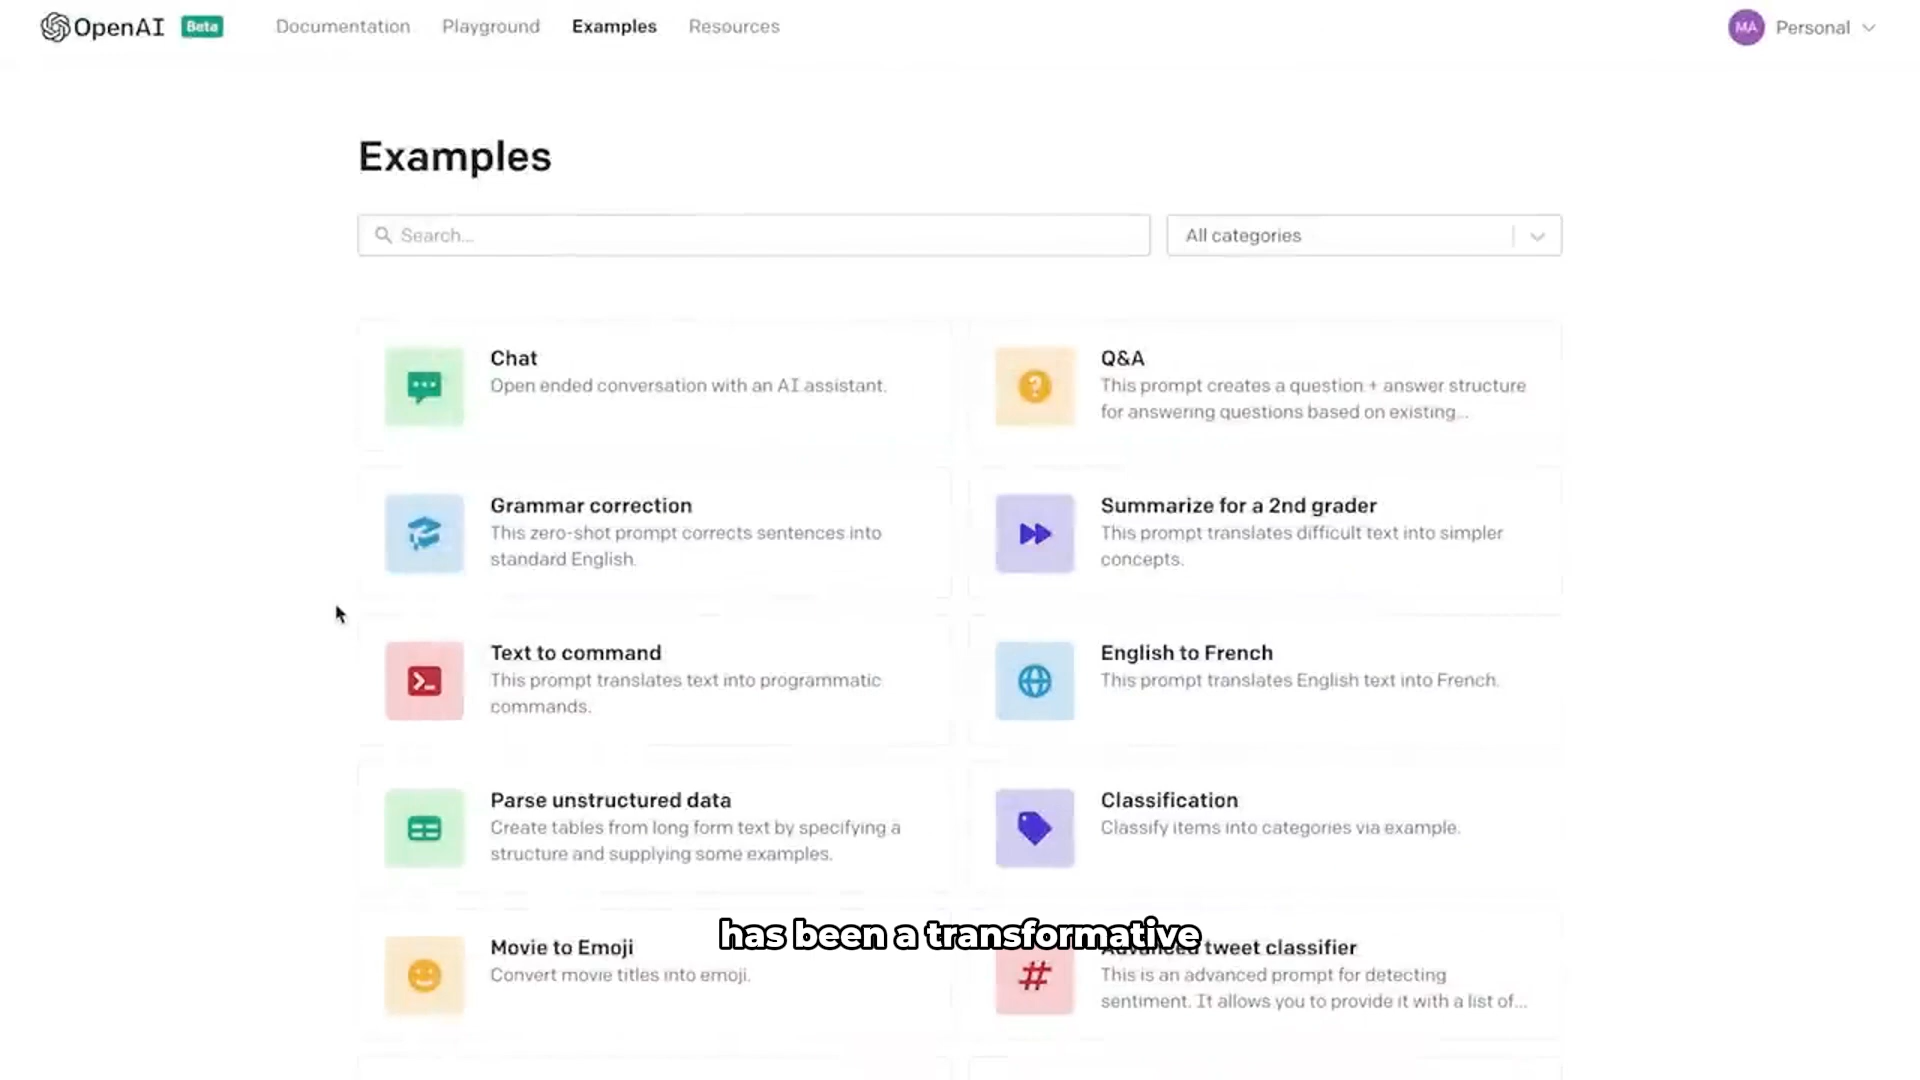 OpenAI Beta Documentation Playground Examples Resources MA Personal
Examples
Search... All categories
Chat
Open ended conversation with an AI assistant.
Q&A
This prompt creates a question + answer structure
for answering questions based on existing...
Grammar correction
This zero-shot prompt corrects sentences into
standard English.
Summarize for a 2nd grader
This prompt translates difficult text into simpler
concepts.
Text to command
This prompt translates text into programmatic
commands.
English to French
This prompt translates English text into French.
Parse unstructured data
Create tables from long form text by specifying a
structure and supplying some examples.
Classification
Classify items into categories via example.
Movie to Emoji
Convert movie titles into emoji.
Advanced tweet classifier
This is an advanced prompt for detecting
sentiment. It allows you to provide it with a list of...
has been a transformative